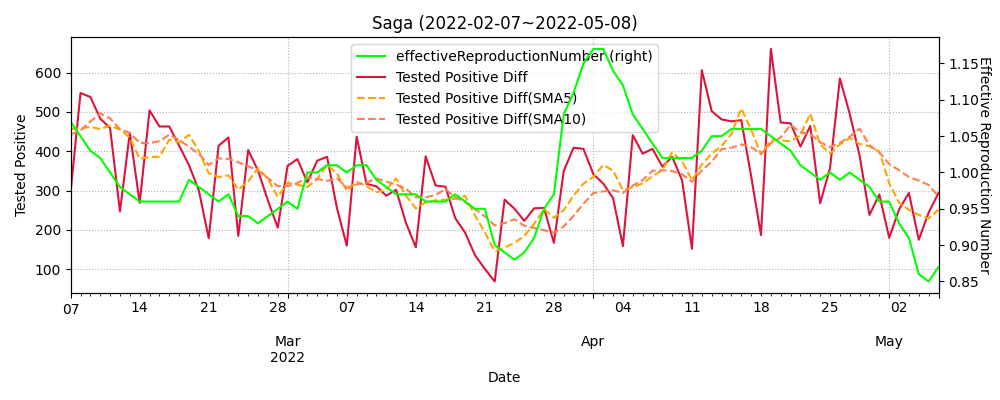 Saga (2022-02-07~2022-05-08)
effectiveReproductionNumber (right)
Tested Positive Diff
Tested Positive Diff(SMA5)
Tested Positive Diff(SMA10)
Tested Positive
600
500
400
300
200
100
1.15
1.10
1.05
1.00
0.95
0.90
0.85
Effective Reproduction Number
07 14 21 28 07 14 21 28 04 11 18 25 02
Mar Apr May
2022
Date